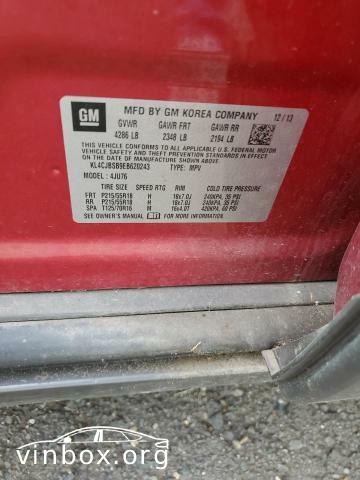 GM
MFD BY GM KOREA COMPANY
12 / 13
GVWR GAWR FRT GAWR RR
4286 LB 2348 LB 2194 LB
THIS VEHICLE CONFORMS TO ALL APPLICABLE U.S. FEDERAL MOTOR
VEHICLE SAFETY, BUMPER, AND THEFT PREVENTION STANDARDS IN EFFECT ON
THE DATE OF MANUFACTURE SHOWN ABOVE.
KL4CJBSB9EB620243 TYPE: MPV
MODEL : 4JU76
TIRE SIZE SPEED RTG RIM COLD TIRE PRESSURE
FRT P215/55R18 H 18x7.0J 240KPA, 35 PSI
RR P215/55R18 H 18x7.0J 240KPA, 35 PSI
SPA T125/70R16 M 16x4.0T 420KPA, 60 PSI
SEE OWNER'S MANUAL FOR MORE INFORMATION
vinbox.org